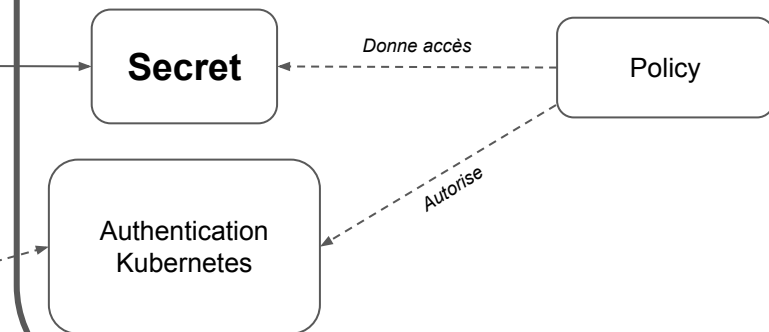 Donne accès
Secret
Policy
Autorise
Authentication
Kubernetes